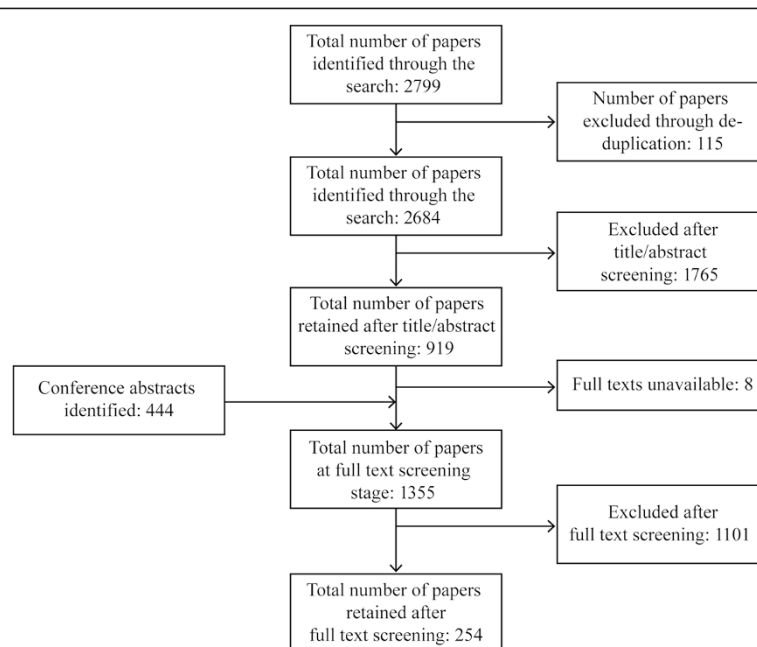 Total number of papers
identified through the
search: 2799
Number of papers
excluded through de-
duplication: 115
Total number of papers
identified through the
search: 2684
Excluded after
title/abstract
screening: 1765
Total number of papers
retained after title/abstract
screening: 919
Conference abstracts
identified: 444
Full texts unavailable: 8
Total number of papers
at full text screening
stage: 1355
Excluded after
full text screening: 1101
Total number of papers
retained after
full text screening: 254